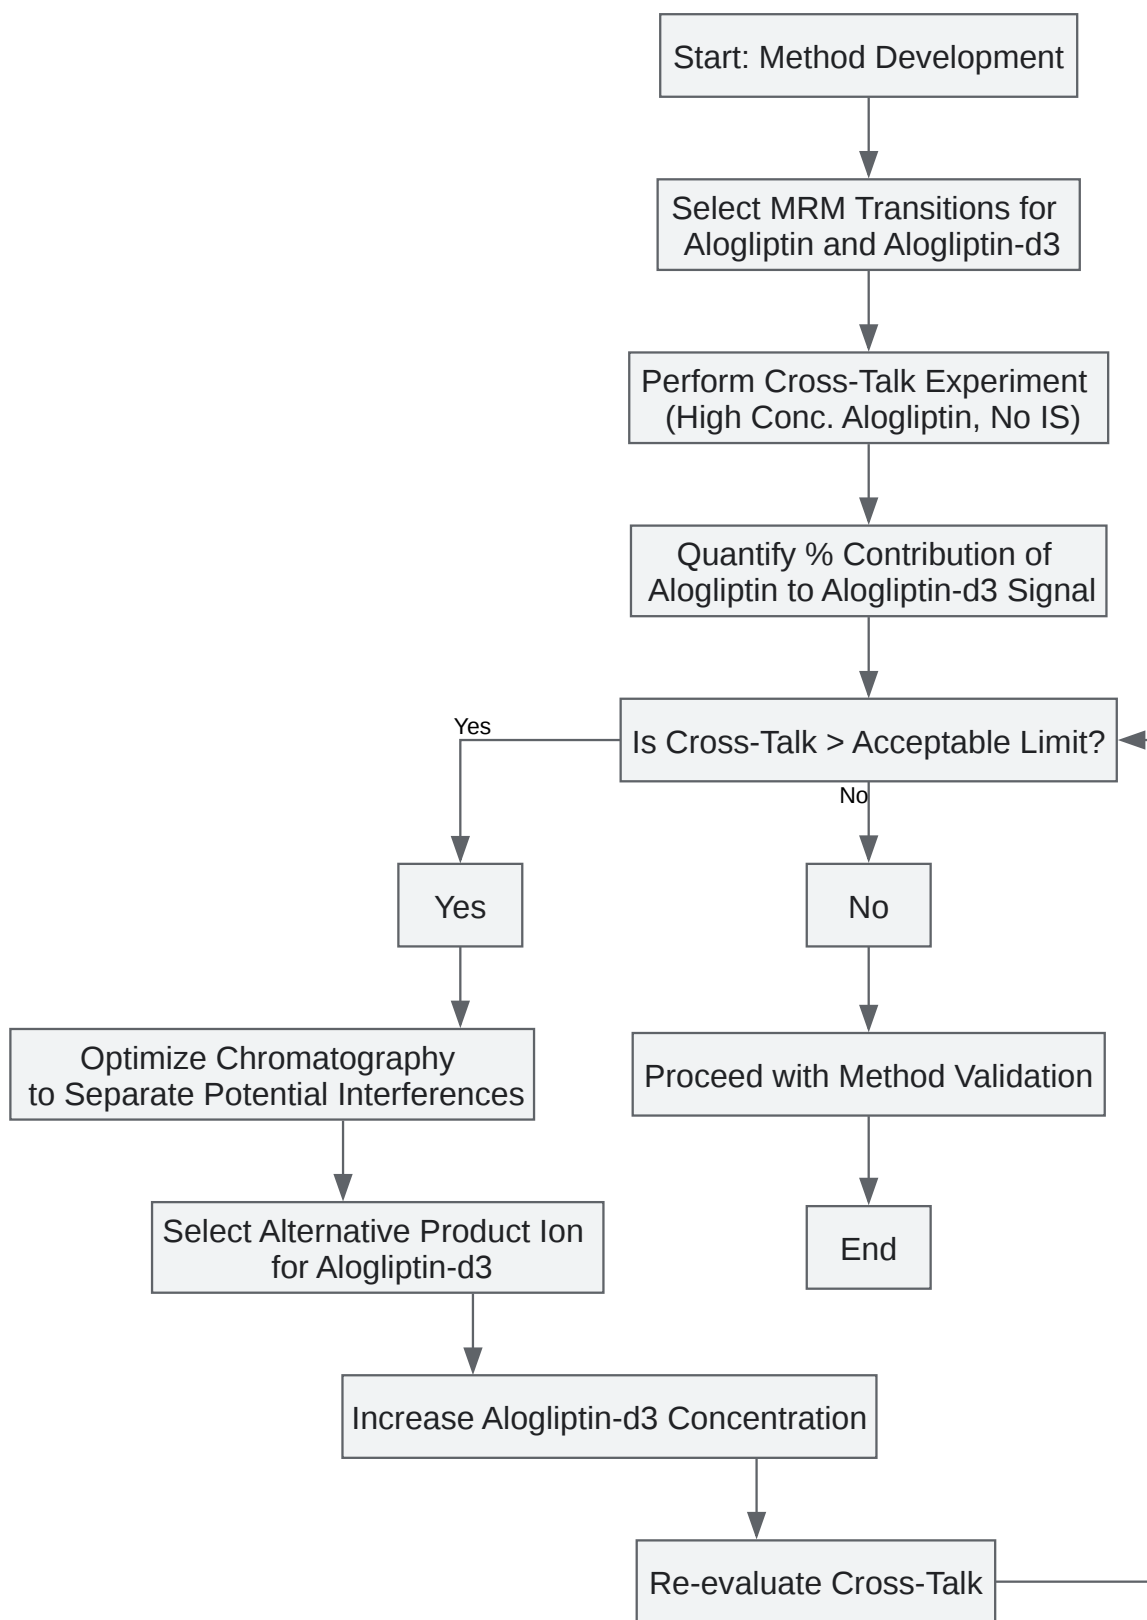 Start: Method Development
Select MRM Transitions for
Alogliptin and Alogliptin-d3
Perform Cross-Talk Experiment
(High Conc. Alogliptin, No IS)
Quantify % Contribution of
Alogliptin to Alogliptin-d3 Signal
Is Cross-Talk > Acceptable Limit?
Yes
No
Yes
No
Optimize Chromatography
to Separate Potential Interferences
Proceed with Method Validation
Select Alternative Product Ion
for Alogliptin-d3
End
Increase Alogliptin-d3 Concentration
Re-evaluate Cross-Talk